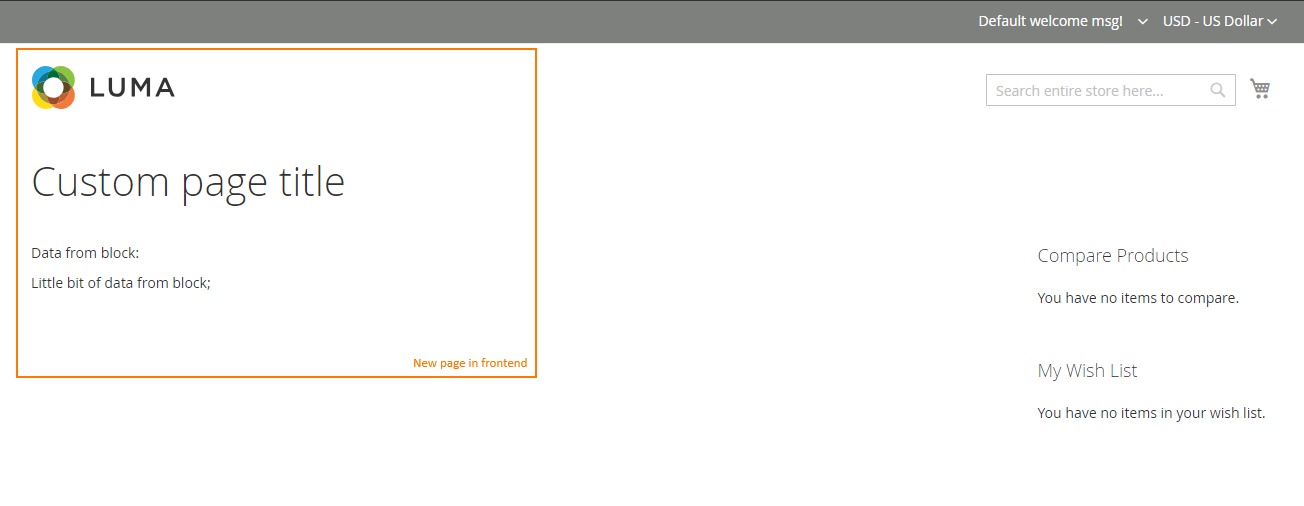 Default welcome msg!
USD - US Dollar
LUMA
Search entire store here...
Custom page title
Data from block:
Little bit of data from block;
New page in frontend
Compare Products
You have no items to compare.
My Wish List
You have no items in your wish list.